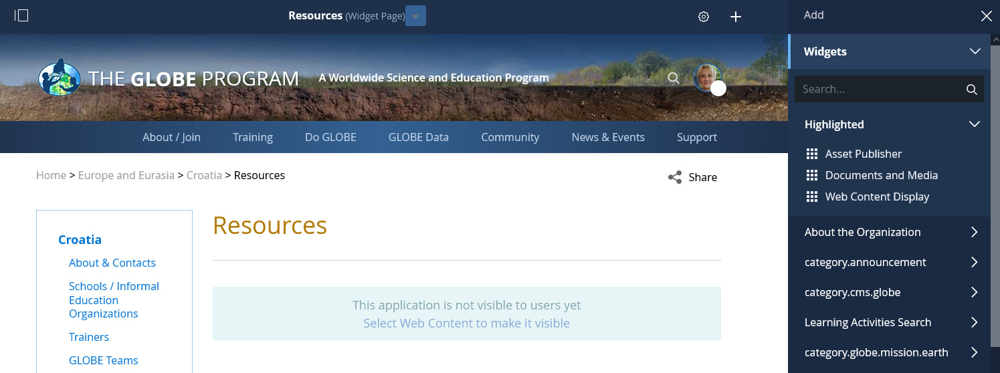 Resources (Widget Page)
Add
THE GLOBE PROGRAM
A Worldwide Science and Education Program
Widgets
Search...
Highlighted
Asset Publisher
Documents and Media
Web Content Display
About the Organization
category.announcement
category.cms.globe
Learning Activities Search
category.globe.mission.earth
About / Join
Training
Do GLOBE
GLOBE Data
Community
News & Events
Support
Home > Europe and Eurasia > Croatia > Resources
Share
Croatia
About & Contacts
Schools / Informal
Education
Organizations
Trainers
GLOBE Teams
Resources
This application is not visible to users yet
Select Web Content to make it visible